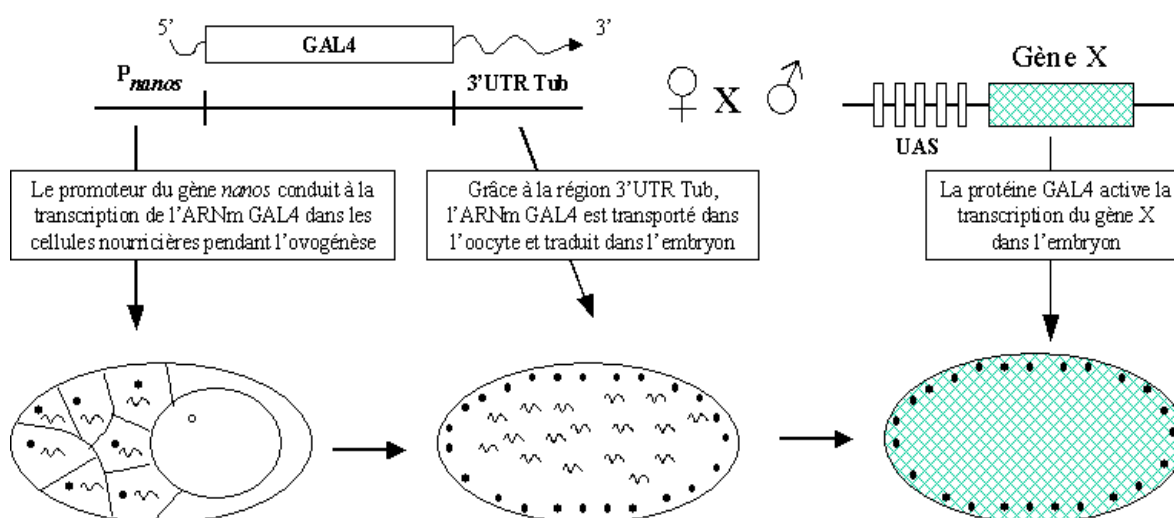 5’
GAL4
3’
Pnanos
3’UTR Tub
X
Gène X
UAS
Le promoteur du gène nanos conduit à la
transcription de l’ARNm GAL4 dans les
cellules nourricières pendant l’ovogénèse
Grâce à la région 3’UTR Tub,
l’ARNm GAL4 est transporté dans
l’oocyte et traduit dans l’embryon
La protéine GAL4 active la
transcription du gène X
dans l’embryon